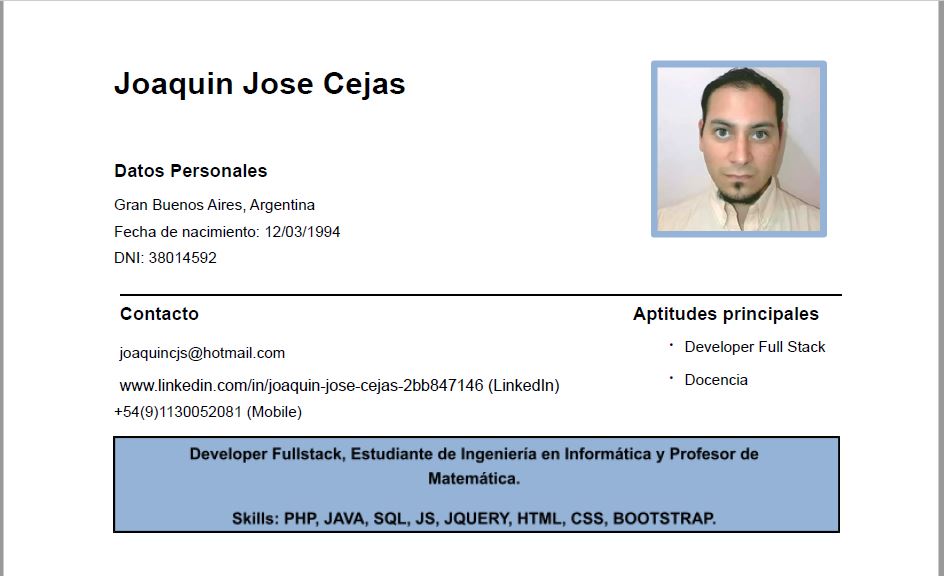 Joaquin Jose Cejas
Datos Personales
Gran Buenos Aires, Argentina
Fecha de nacimiento: 12/03/1994
DNI: 38014592
Contacto
joaquincjs@hotmail.com
www.linkedin.com/in/joaquin-jose-cejas-2bb847146 (LinkedIn)
+54(9)1130052081 (Mobile)
Aptitudes principales
· Developer Full Stack
· Docencia
Developer Fullstack, Estudiante de Ingeniería en Informática y Profesor de
Matemática.
Skills: PHP, JAVA, SQL, JS, JQUERY, HTML, CSS, BOOTSTRAP.